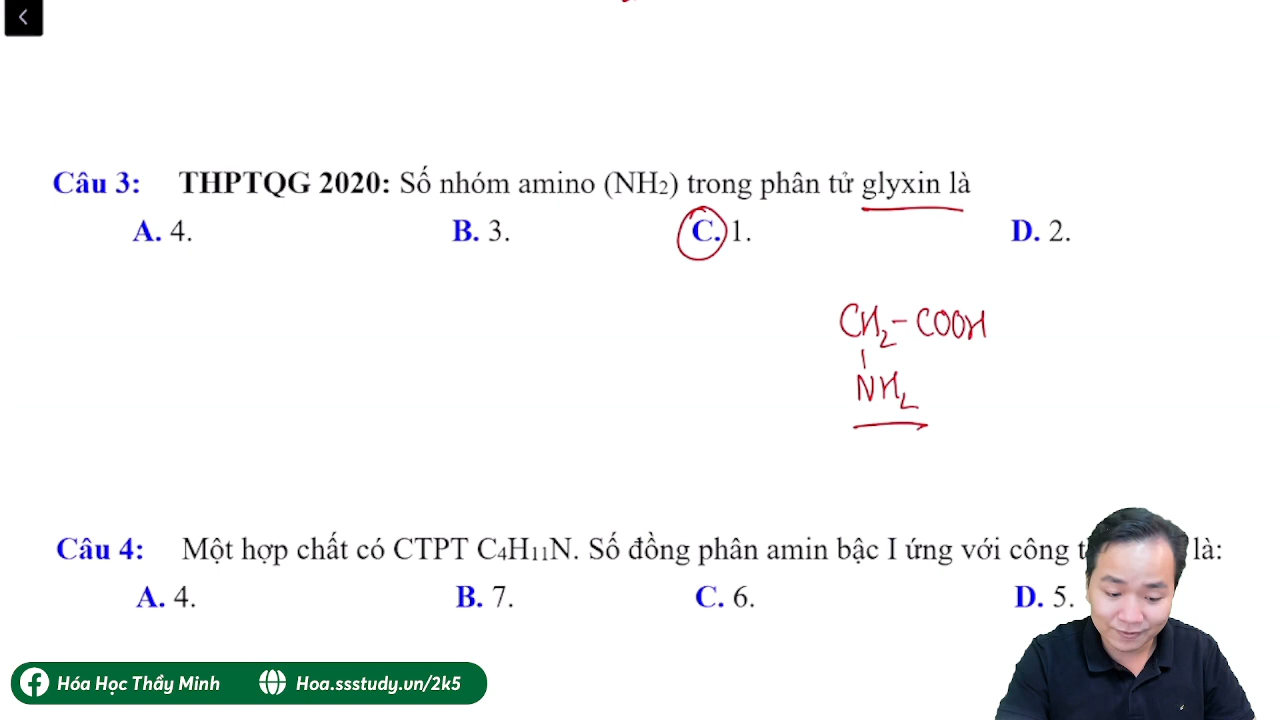 Câu 3: THPTQG 2020: Số nhóm amino (NH₂) trong phân tử glyxin là
A. 4. B. 3. C. 1. D. 2.
CH₂-COOH
NH₂
Câu 4: Một hợp chất có CTPT C₄H₁₁N. Số đồng phân amin bậc I ứng với công là:
A. 4. B. 7. C. 6. D. 5.
Hóa Học Thầy Minh Hoa.ssstudy.vn/2k5